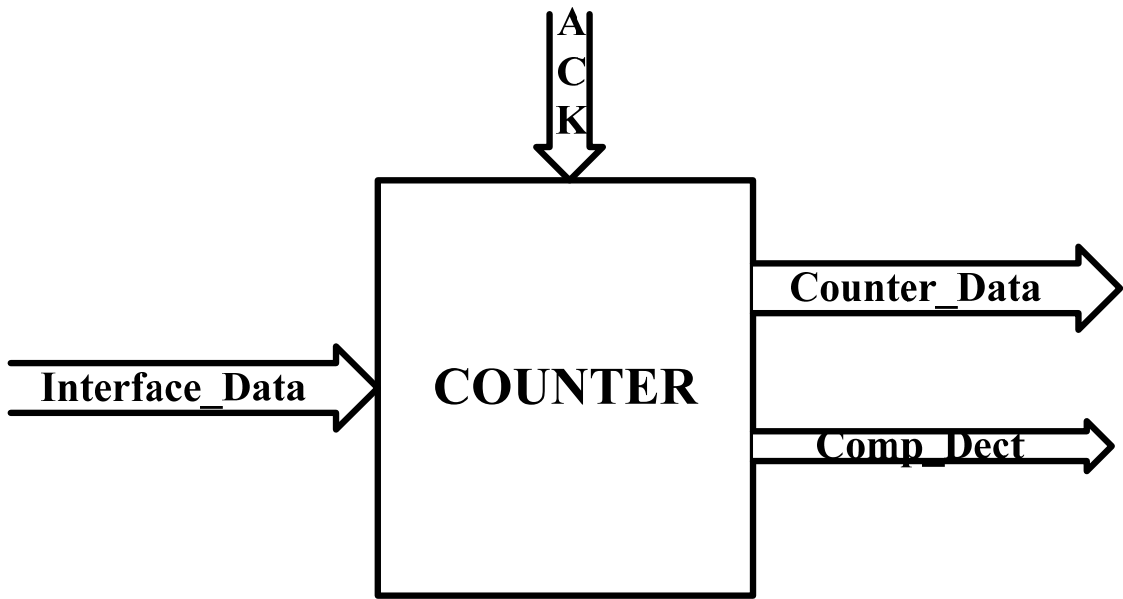 A
C
K
Counter_Data
Interface_Data
COUNTER
Comp_Dect